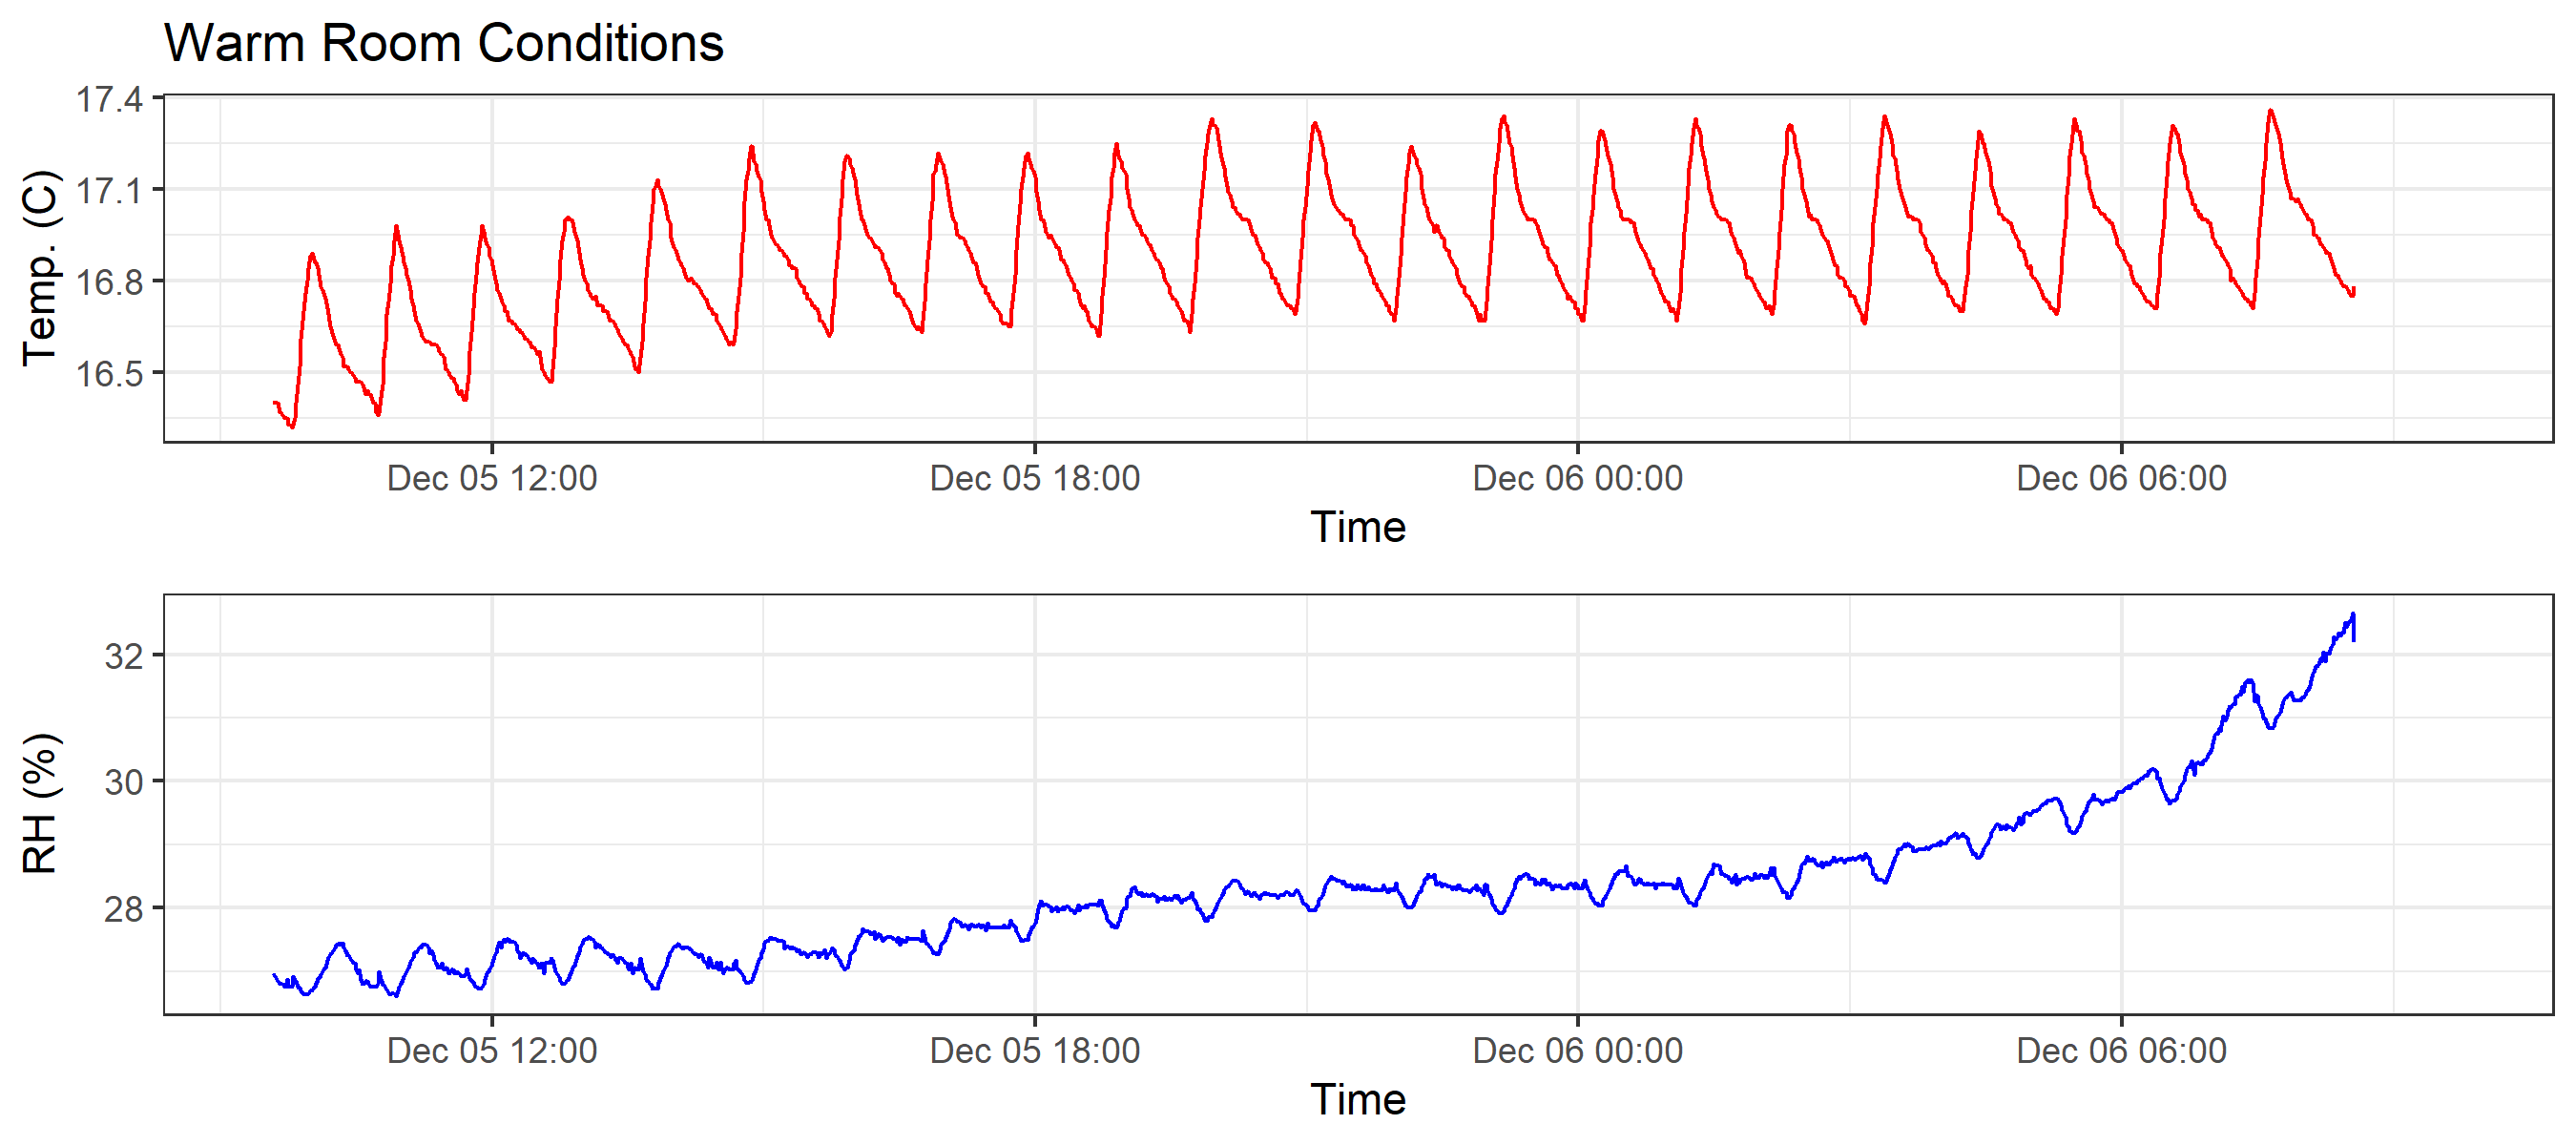 Warm Room Conditions
17.4
17.1
16.8
16.5
Temp. (C)
Dec 05 12:00 Dec 05 18:00 Dec 06 00:00 Dec 06 06:00
Time
32
30
28
RH (%)
Dec 05 12:00 Dec 05 18:00 Dec 06 00:00 Dec 06 06:00
Time